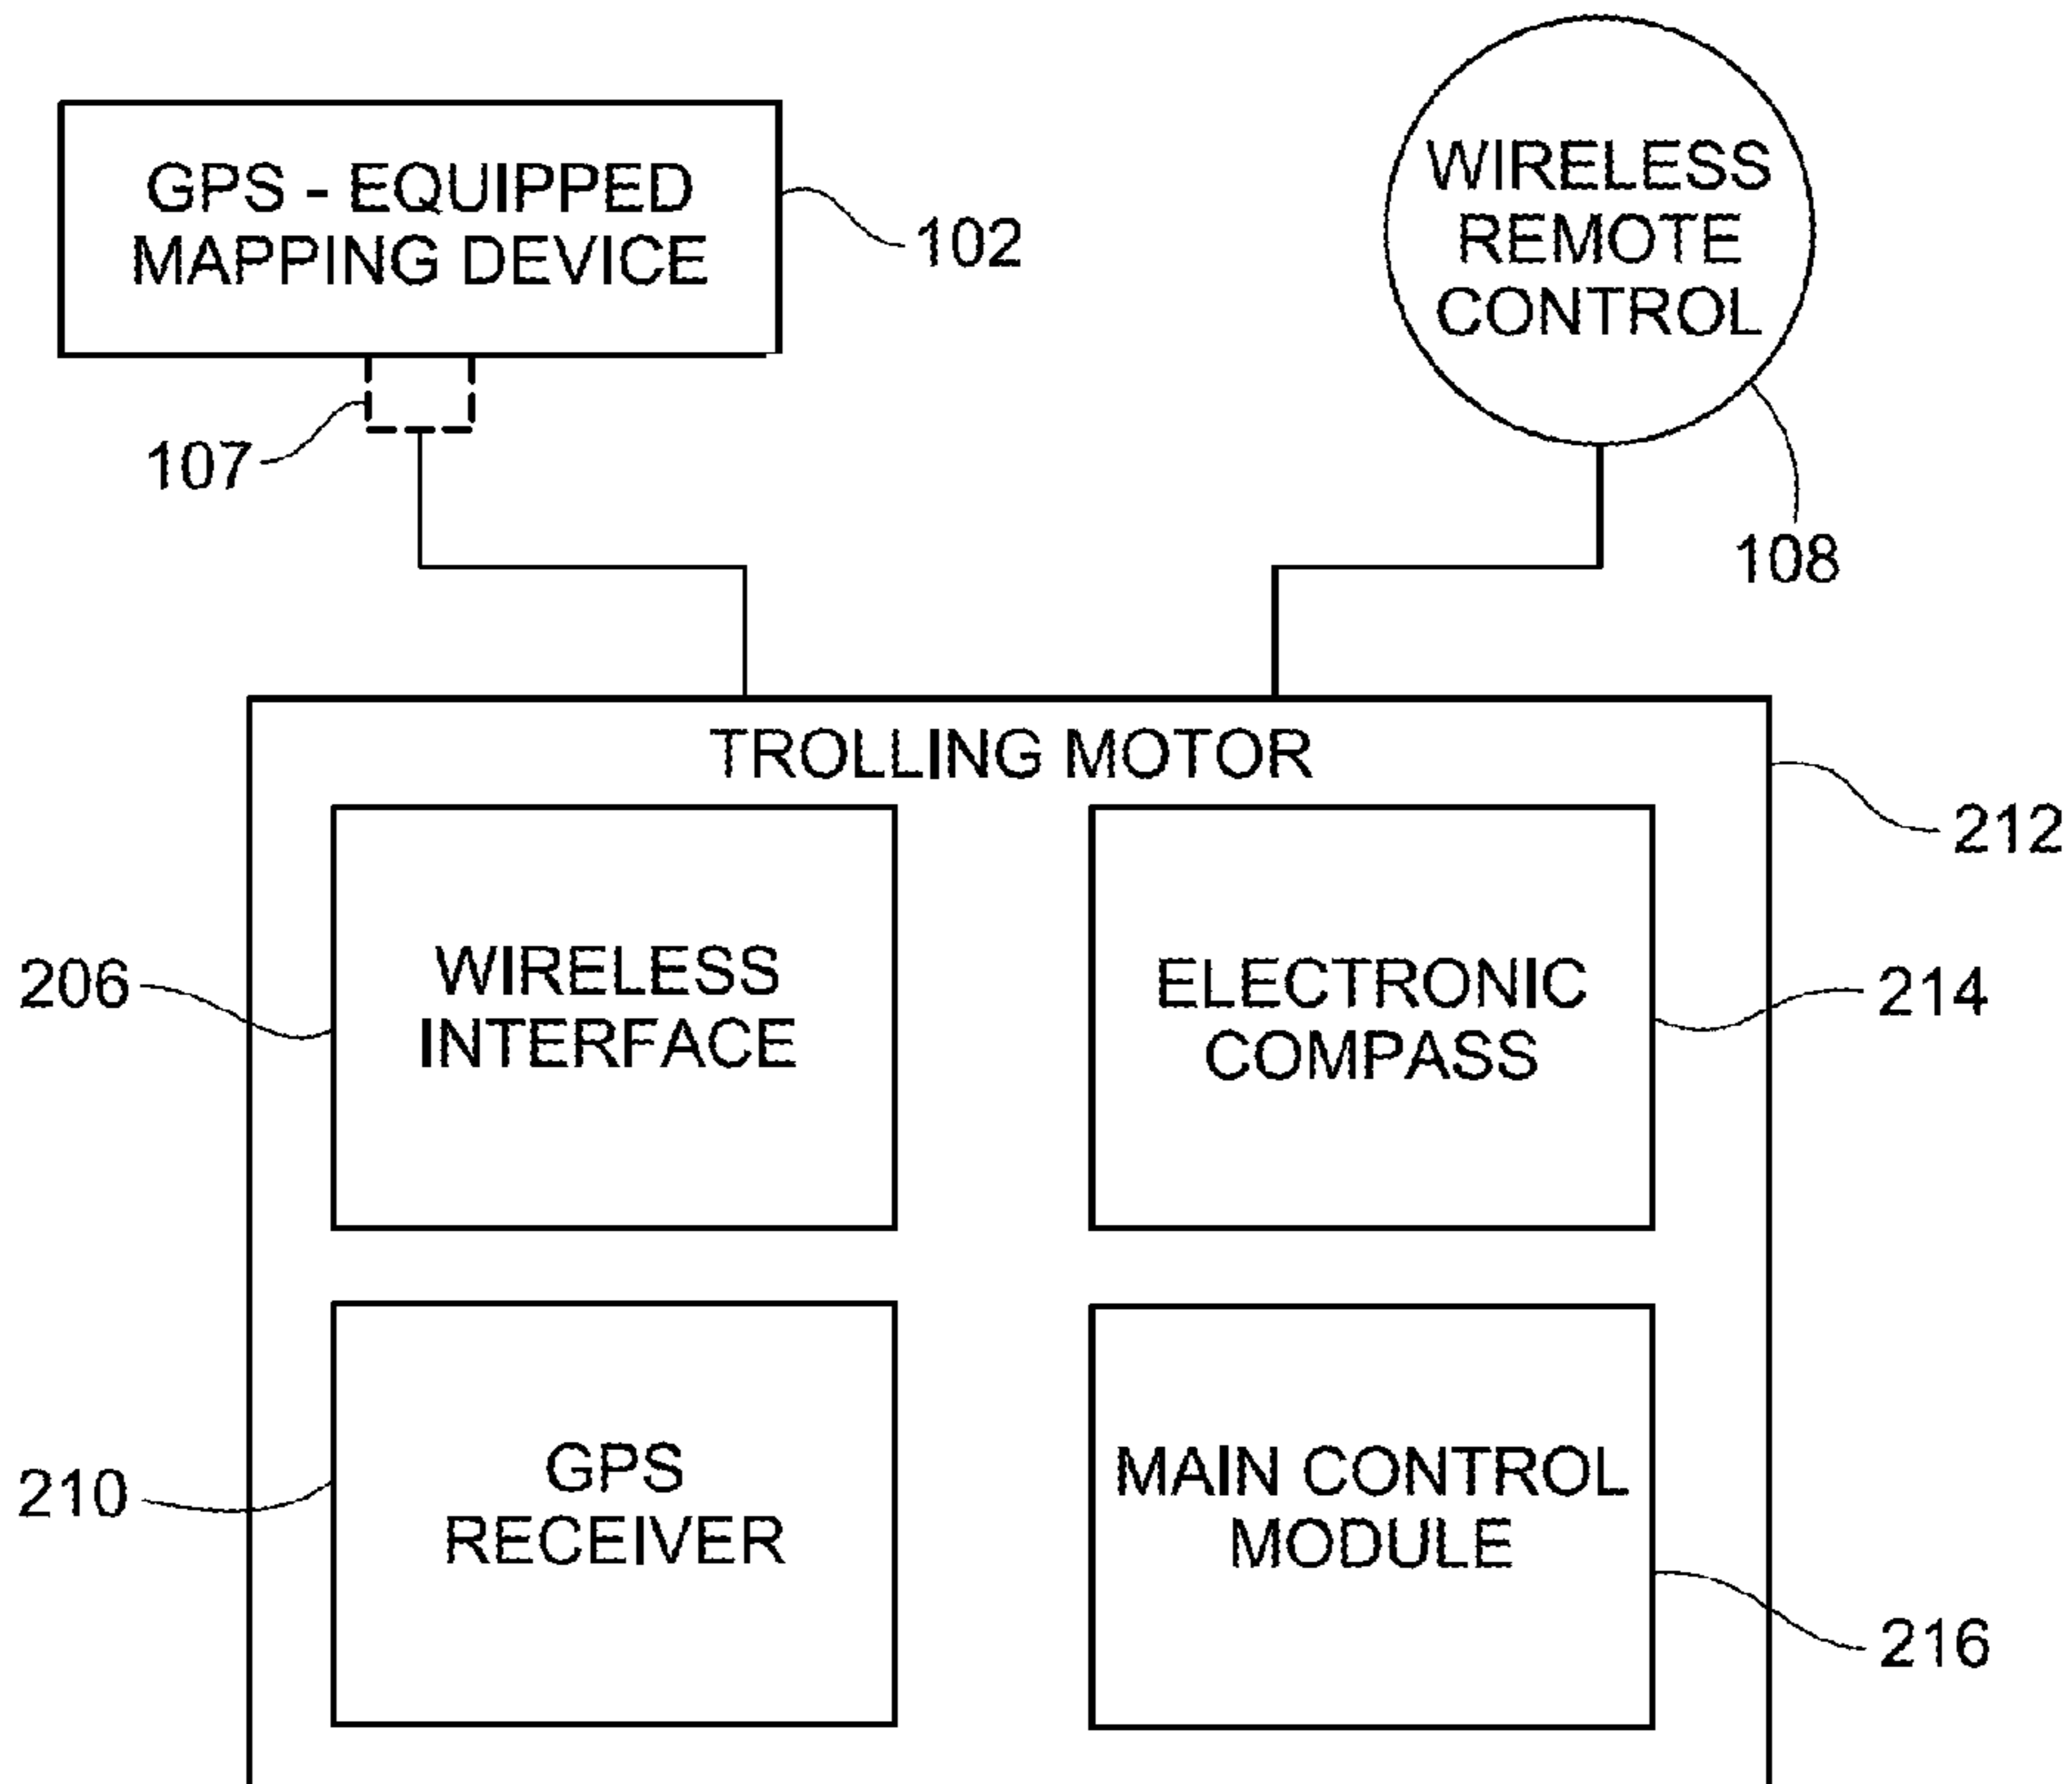 GPS - EQUIPPED
MAPPING DEVICE
102
107
WIRELESS
REMOTE
CONTROL
108
TROLLING MOTOR
212
WIRELESS
INTERFACE
206
ELECTRONIC
COMPASS
214
GPS
RECEIVER
210
MAIN CONTROL
MODULE
216